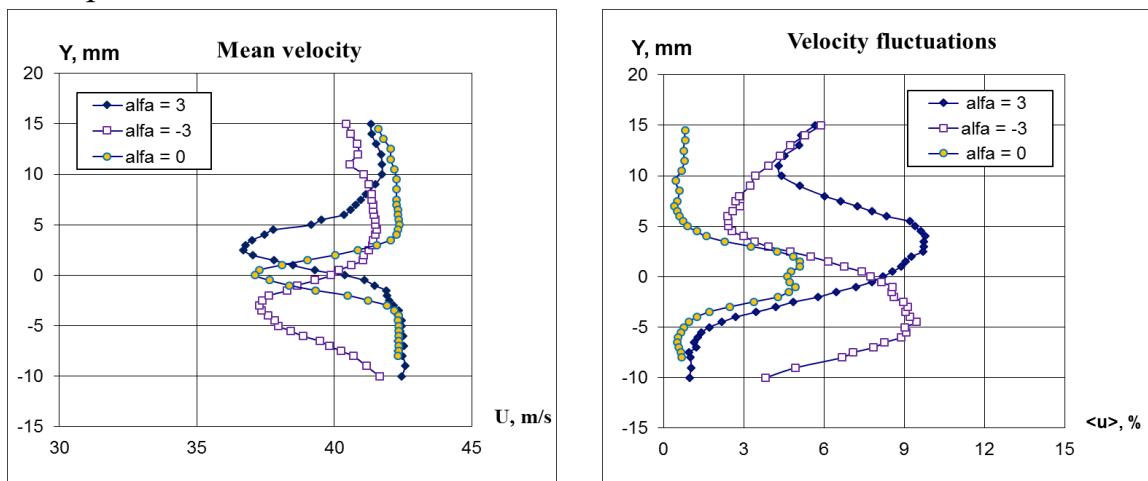 Mean velocity
Y, mm
20
15
10
5
0
-5
-10
-15
30
35
40
45
alfa = 3
alfa = -3
alfa = 0
U, m/s
Velocity fluctuations
Y, mm
20
15
10
5
0
-5
-10
-15
0
3
6
9
12
15
alfa = 3
alfa = -3
alfa = 0
<u>, %